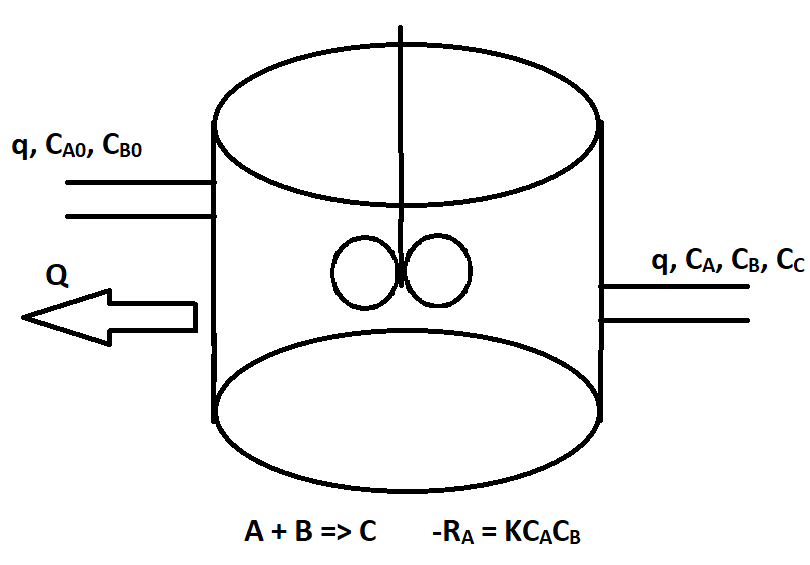 q, CA0, CB0
Q
q, CA, CB, CC
A + B => C -RA = KCACB